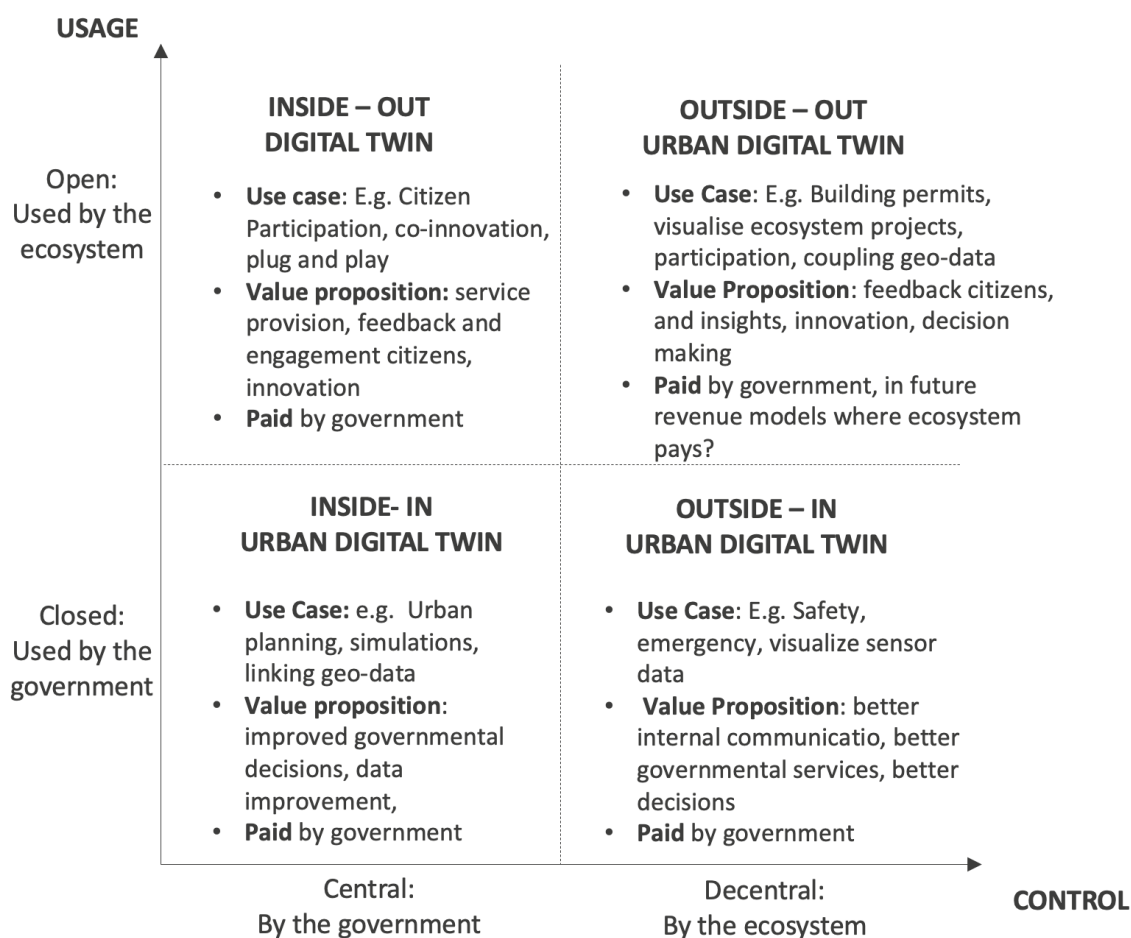 USAGE
INSIDE – OUT
DIGITAL TWIN
• Use case: E.g. Citizen
Participation, co-innovation,
plug and play
• Value proposition: service
provision, feedback and
engagement citizens,
innovation
• Paid by government
OUTSIDE – OUT
URBAN DIGITAL TWIN
• Use Case: E.g. Building permits,
visualise ecosystem projects,
participation, coupling geo-data
• Value Proposition: feedback citizens,
and insights, innovation, decision
making
• Paid by government, in future
revenue models where ecosystem
pays?
Open:
Used by the
ecosystem
INSIDE- IN
URBAN DIGITAL TWIN
• Use Case: e.g. Urban
planning, simulations,
linking geo-data
• Value proposition:
improved governmental
decisions, data
improvement,
• Paid by government
OUTSIDE – IN
URBAN DIGITAL TWIN
• Use Case: E.g. Safety,
emergency, visualize sensor
data
• Value Proposition: better
internal communicatio, better
governmental services, better
decisions
• Paid by government
Closed:
Used by the
government
Central:
By the government
Decentral:
By the ecosystem
CONTROL